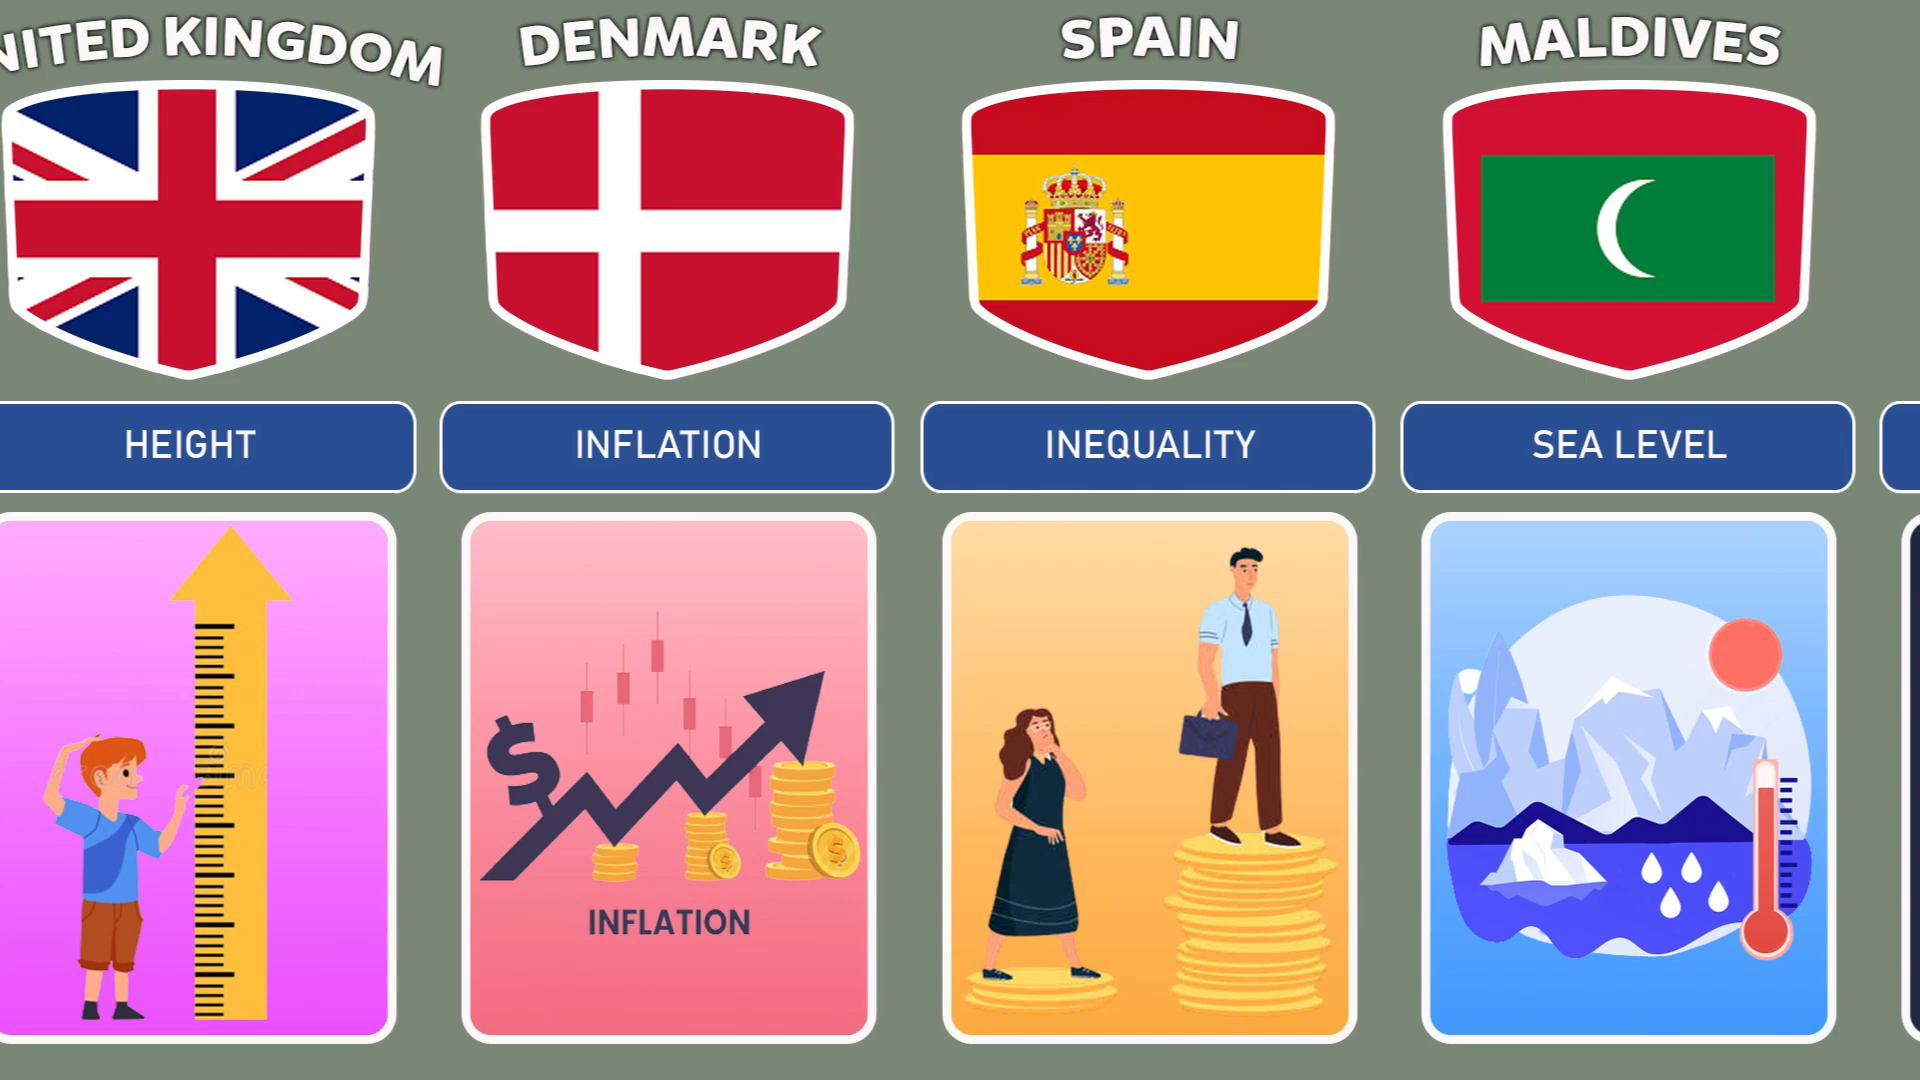 NITED KINGDOM
DENMARK
SPAIN
MALDIVES
HEIGHT
INFLATION
INEQUALITY
SEA LEVEL
$
$
$
INFLATION